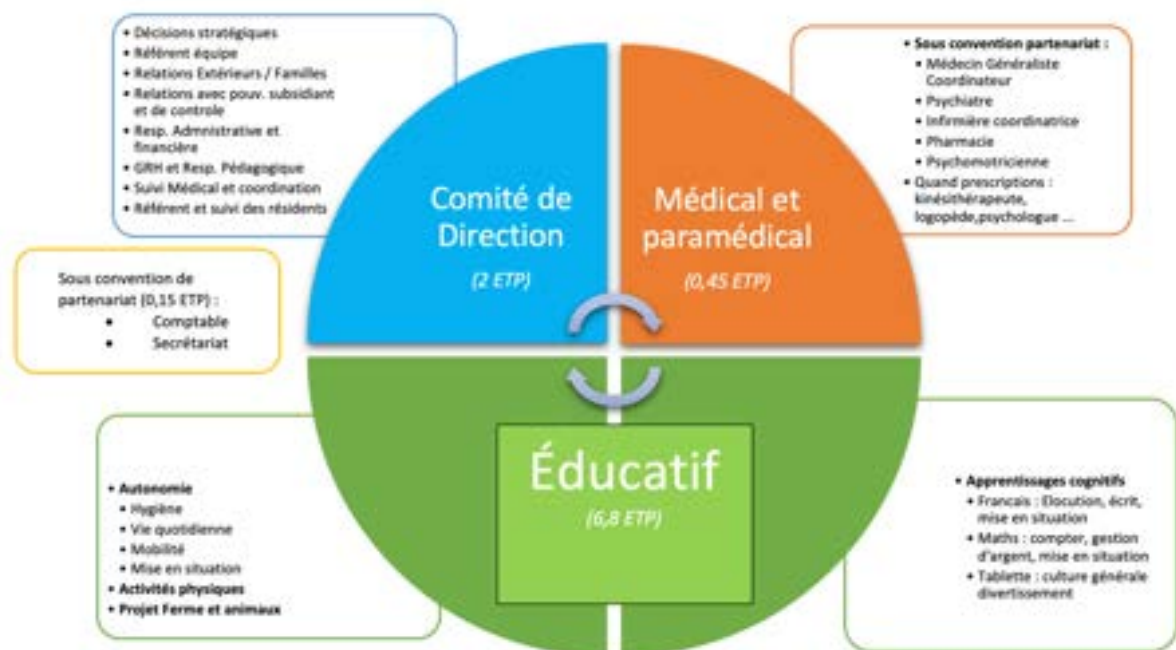 • Décisions stratégiques
• Référent équipe
• Relations Extérieurs / Familles
• Relations avec pouv. subsidiant
et de controle
• Resp. Admnistrative et
financière
• GRH et Resp. Pédagogique
• Suivi Médical et coordination
• Référent et suivi des résidents
Comité de
Direction
(2 ETP)
Médical et
paramédical
(0,45 ETP)
• Sous convention partenariat :
• Médecin Généraliste
Coordinateur
• Psychiatre
• Infirmière coordinatrice
• Pharmacie
• Psychomotricienne
• Quand prescriptions :
kinésithérapeute,
logopède,psychologue ...
Sous convention de
partenariat (0,15 ETP) :
• Comptable
• Secrétariat
• Autonomie
• Hygiène
• Vie quotidienne
• Mobilité
• Mise en situation
• Activités physiques
• Projet Ferme et animaux
Éducatif
(6,8 ETP)
• Apprentissages cognitifs
• Francais : Elocution, écrit,
mise en situation
• Maths : compter, gestion
d'argent, mise en situation
• Tablette : culture générale
divertissement